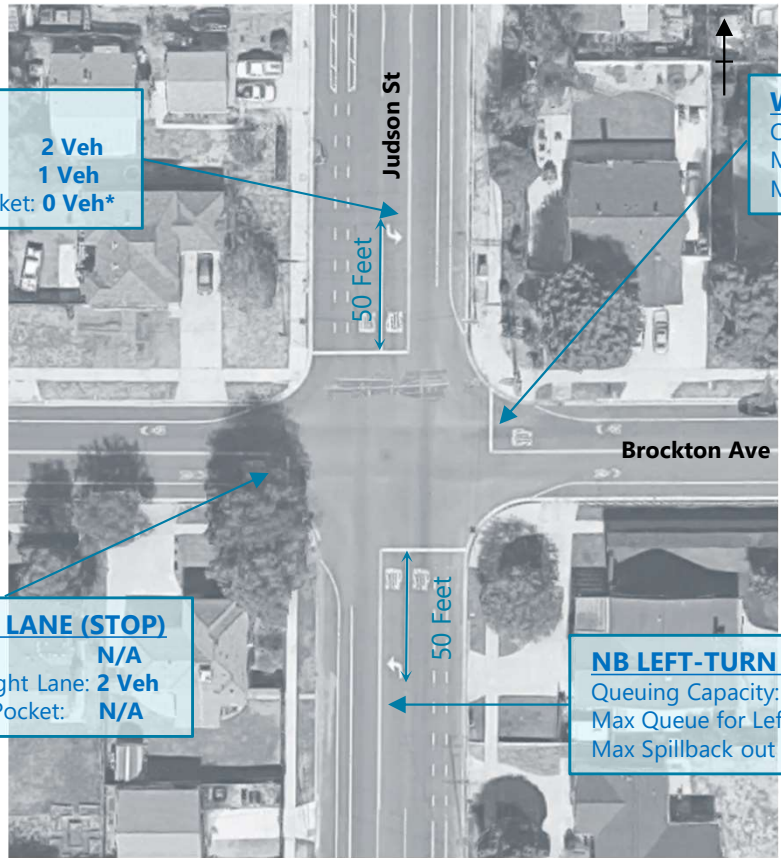 Judson St
2 Veh
1 Veh
ket: 0 Veh*
50 Feet
Brockton Ave
LANE (STOP)
N/A
ght Lane: 2 Veh
Pocket: N/A
50 Feet
NB LEFT-TURN
Queuing Capacity:
Max Queue for Lef
Max Spillback out